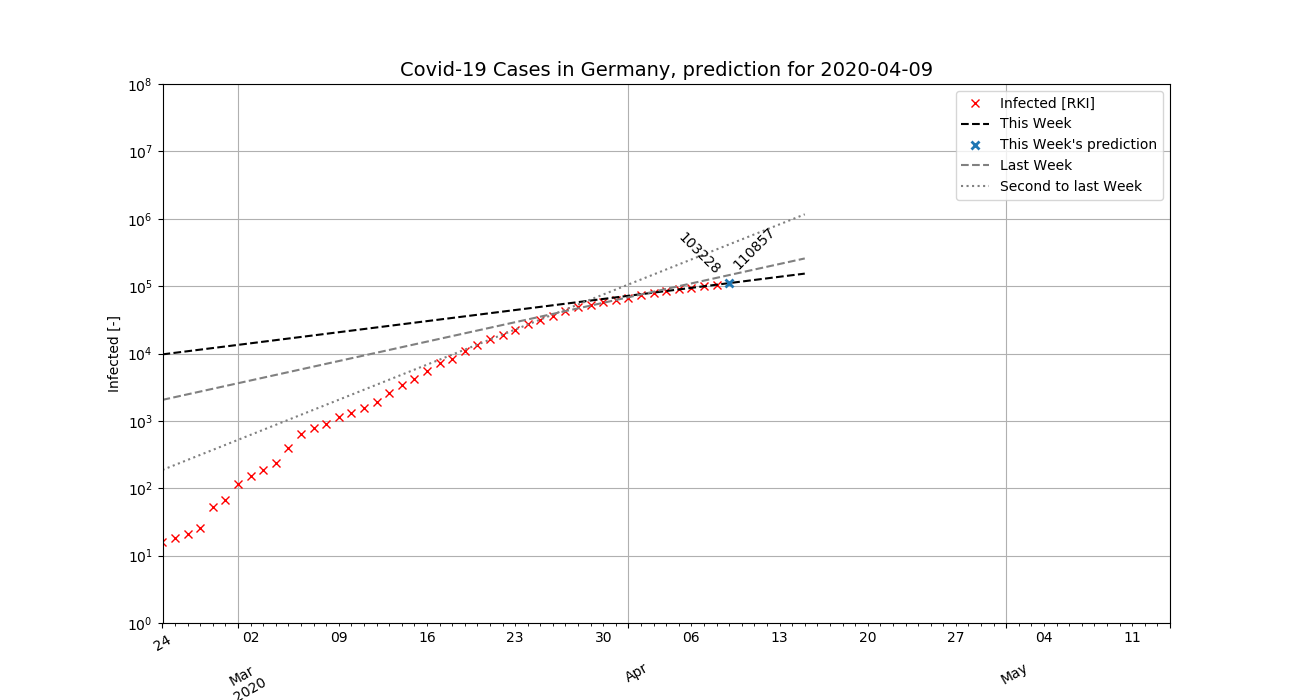 Covid-19 Cases in Germany, prediction for 2020-04-09
10^8
10^7
10^6
10^5
10^4
10^3
10^2
10^1
10^0
Infected [-]
Infected [RKI]
This Week
This Week's prediction
Last Week
Second to last Week
103228
110857
24
02
09
16
23
30
06
13
20
27
04
11
Mar
2020
Apr
May